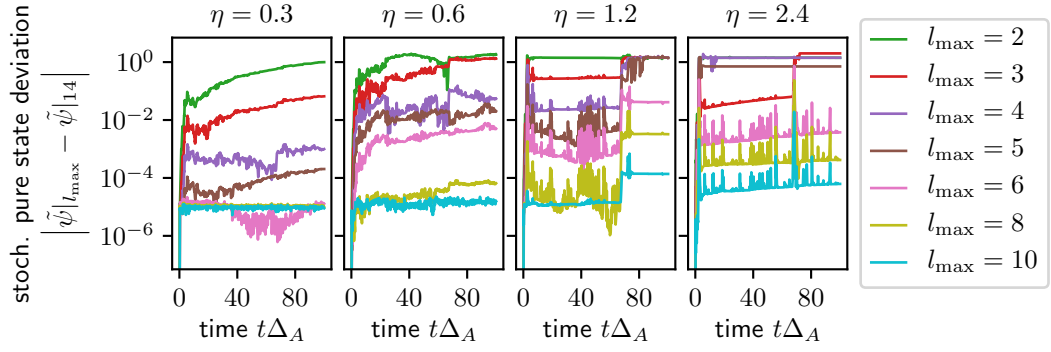 η = 0.3
η = 0.6
η = 1.2
η = 2.4
stoch. pure state deviation
|ψ̃|_{l_max} − ψ̃|_{14}|
10^0
10^{−2}
10^{−4}
10^{−6}
0 40 80
0 40 80
0 40 80
0 40 80
time tΔ_A
time tΔ_A
time tΔ_A
time tΔ_A
l_max = 2
l_max = 3
l_max = 4
l_max = 5
l_max = 6
l_max = 8
l_max = 10